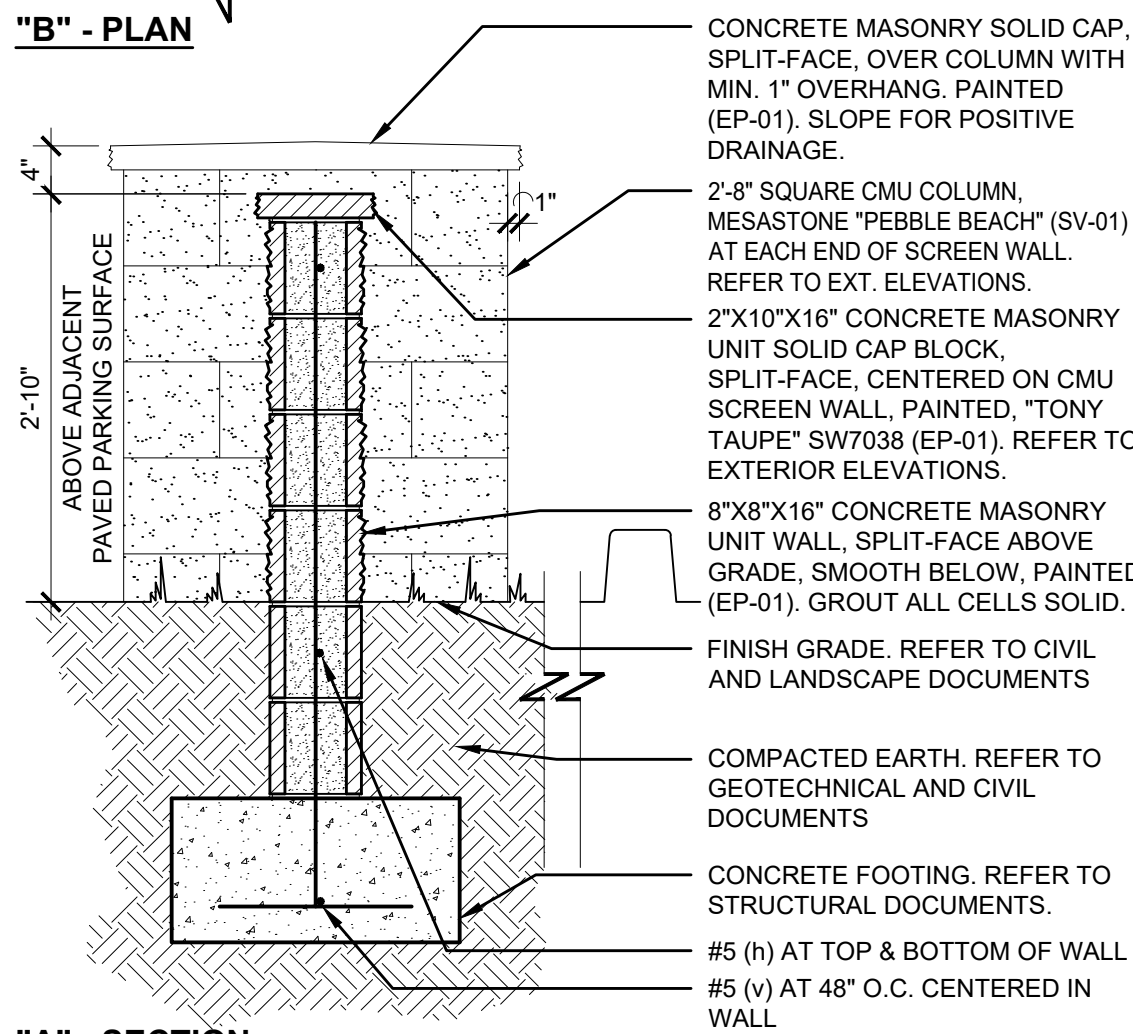 "B" - PLAN
CONCRETE MASONRY SOLID CAP,
SPLIT-FACE, OVER COLUMN WITH
MIN. 1" OVERHANG. PAINTED
(EP-01). SLOPE FOR POSITIVE
DRAINAGE.
4"
1"
2'-8" SQUARE CMU COLUMN,
MESASTONE "PEBBLE BEACH" (SV-01)
AT EACH END OF SCREEN WALL.
REFER TO EXT. ELEVATIONS.
2'-10"
ABOVE ADJACENT
PAVED PARKING SURFACE
2"X10"X16" CONCRETE MASONRY
UNIT SOLID CAP BLOCK,
SPLIT-FACE, CENTERED ON CMU
SCREEN WALL, PAINTED, "TONY
TAUPE" SW7038 (EP-01). REFER TO
EXTERIOR ELEVATIONS.
8"X8"X16" CONCRETE MASONRY
UNIT WALL, SPLIT-FACE ABOVE
GRADE, SMOOTH BELOW, PAINTED
(EP-01). GROUT ALL CELLS SOLID.
FINISH GRADE. REFER TO CIVIL
AND LANDSCAPE DOCUMENTS
COMPACTED EARTH. REFER TO
GEOTECHNICAL AND CIVIL
DOCUMENTS
CONCRETE FOOTING. REFER TO
STRUCTURAL DOCUMENTS.
#5 (h) AT TOP & BOTTOM OF WALL
#5 (v) AT 48" O.C. CENTERED IN
WALL
"A" - SECTION